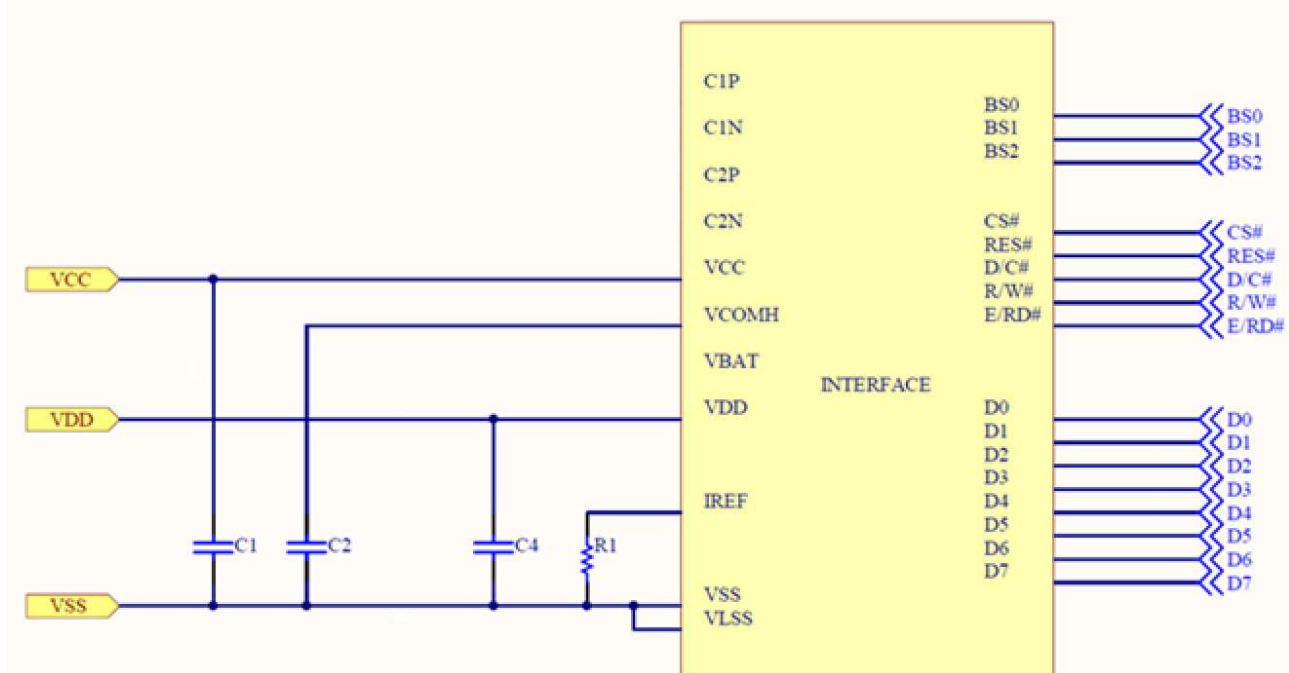 C1P
BS0
BS0
C1N
BS1
BS1
BS2
BS2
C2P
C2N
CS#
CS#
RES#
RES#
VCC
VCC
D/C#
D/C#
R/W#
R/W#
VCOMH
E/RD#
E/RD#
VBAT
INTERFACE
VDD
VDD
D0
D0
D1
D1
D2
D2
D3
D3
IREF
D4
D4
C1
C2
C4
R1
D5
D5
D6
D6
D7
D7
VSS
VSS
VLSS